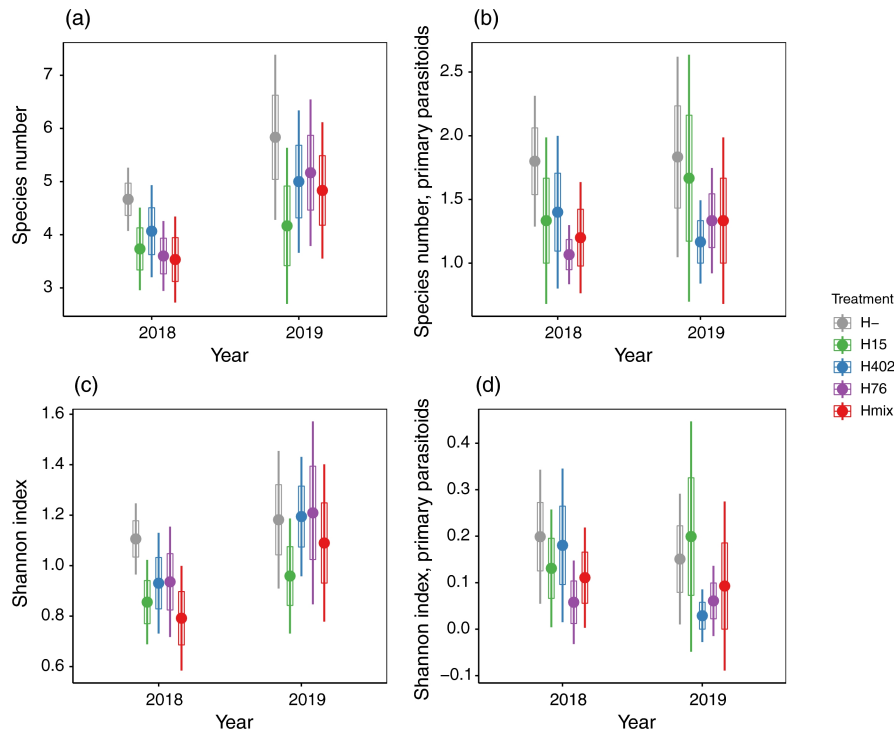 (a)
Species number
7
6
5
4
3
2018
2019
Year
(b)
Species number, primary parasitoids
2.5
2.0
1.5
1.0
2018
2019
Year
Treatment
H−
H15
H402
H76
Hmix
(c)
Shannon index
1.6
1.4
1.2
1.0
0.8
0.6
2018
2019
Year
(d)
Shannon index, primary parasitoids
0.4
0.3
0.2
0.1
0.0
−0.1
2018
2019
Year